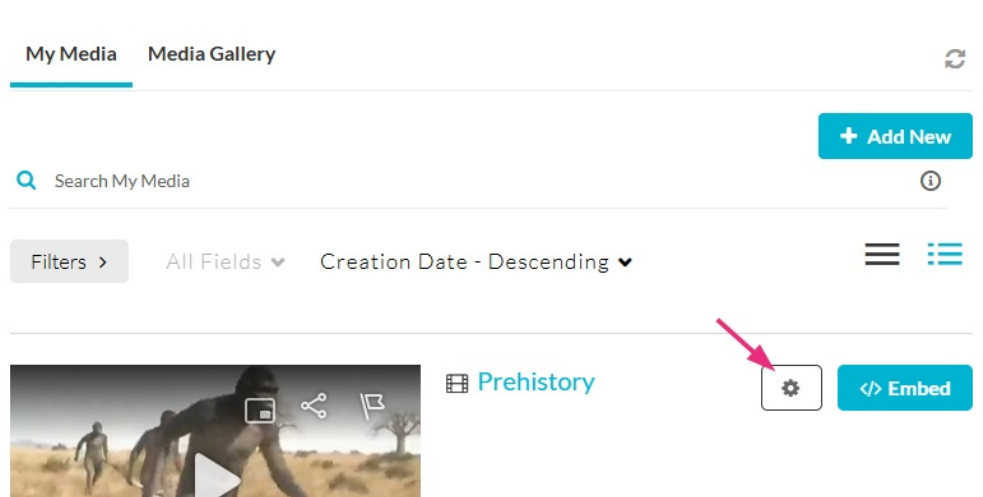 My Media Media Gallery
+ Add New
Search My Media
Filters > All Fields Creation Date - Descending
Prehistory
</> Embed